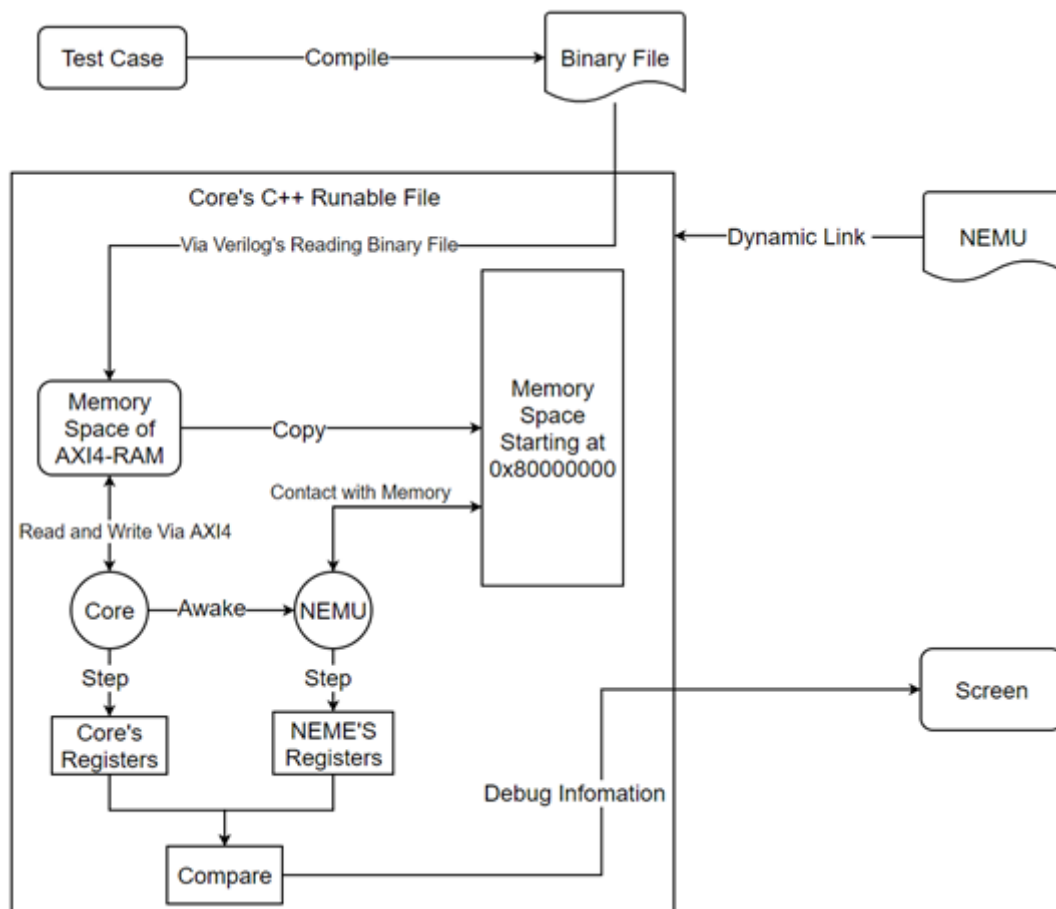 Test Case
Compile
Binary File
Core's C++ Runable File
Via Verilog's Reading Binary File
Dynamic Link
NEMU
Memory
Space of
AXI4-RAM
Copy
Memory
Space
Starting at
0x80000000
Contact with Memory
Read and Write Via AXI4
Core
Awake
NEMU
Step
Step
Core's
Registers
NEME'S
Registers
Screen
Debug Infomation
Compare